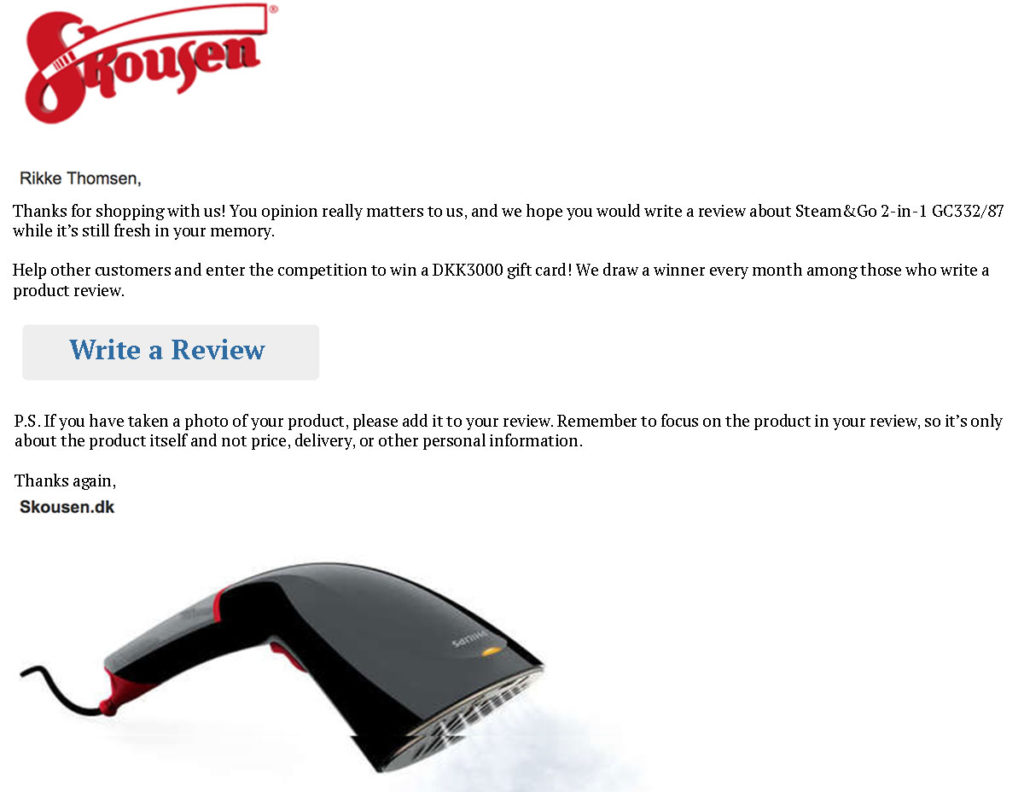 Skousen®
Rikke Thomsen,
Thanks for shopping with us! You opinion really matters to us, and we hope you would write a review about Steam&Go 2-in-1 GC332/87
while it's still fresh in your memory.
Help other customers and enter the competition to win a DKK3000 gift card! We draw a winner every month among those who write a
product review.
Write a Review
P.S. If you have taken a photo of your product, please add it to your review. Remember to focus on the product in your review, so it's only
about the product itself and not price, delivery, or other personal information.
Thanks again,
Skousen.dk
PHILIPS